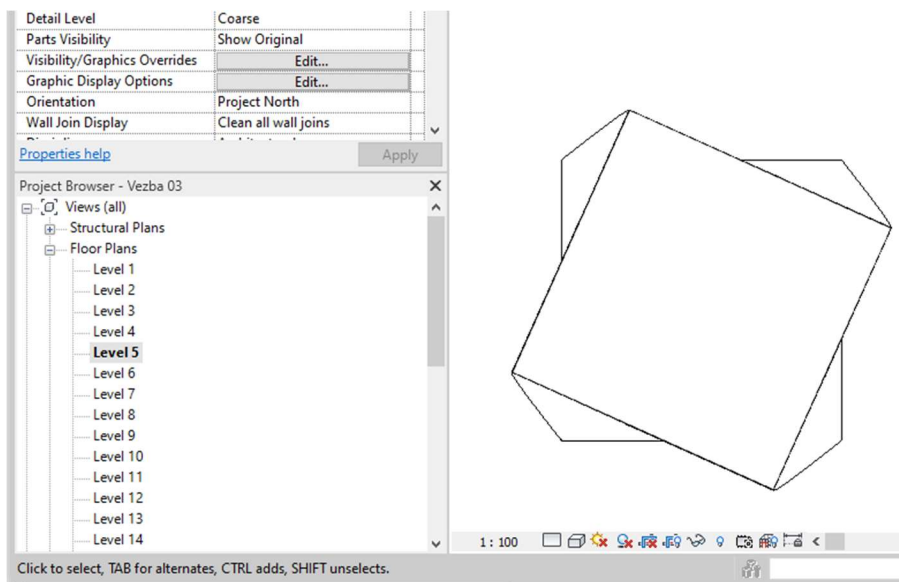 Detail Level Coarse
Parts Visibility Show Original
Visibility/Graphics Overrides Edit...
Graphic Display Options Edit...
Orientation Project North
Wall Join Display Clean all wall joins
Properties help Apply
Project Browser - Vezba 03
Views (all)
Structural Plans
Floor Plans
Level 1
Level 2
Level 3
Level 4
Level 5
Level 6
Level 7
Level 8
Level 9
Level 10
Level 11
Level 12
Level 13
Level 14
1 : 100
Click to select, TAB for alternates, CTRL adds, SHIFT unselects.